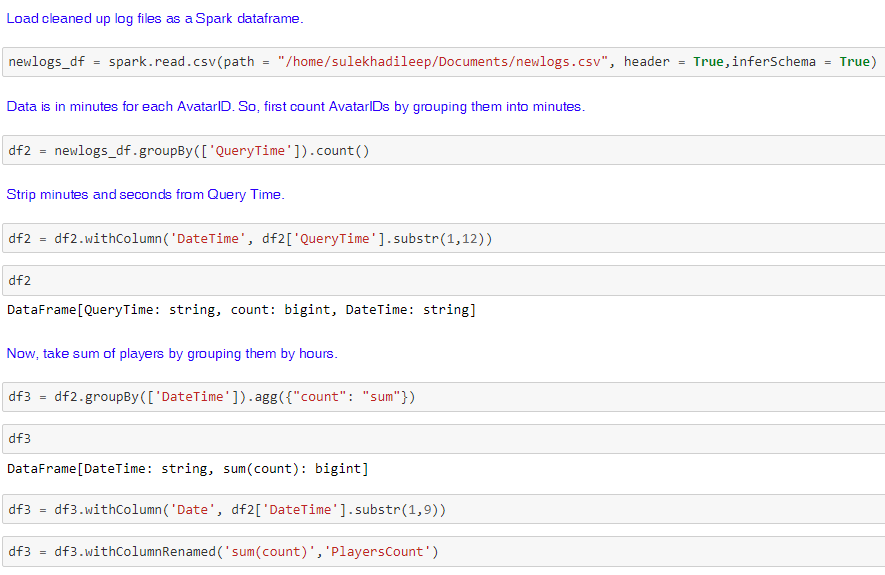 Load cleaned up log files as a Spark dataframe.
newlogs_df = spark.read.csv(path = "/home/sulekhadileep/Documents/newlogs.csv", header = True,inferSchema = True)
Data is in minutes for each AvatarID. So, first count AvatarIDs by grouping them into minutes.
df2 = newlogs_df.groupBy(['QueryTime']).count()
Strip minutes and seconds from Query Time.
df2 = df2.withColumn('DateTime', df2['QueryTime'].substr(1,12))
df2
DataFrame[QueryTime: string, count: bigint, DateTime: string]
Now, take sum of players by grouping them by hours.
df3 = df2.groupBy(['DateTime']).agg({"count": "sum"})
df3
DataFrame[DateTime: string, sum(count): bigint]
df3 = df3.withColumn('Date', df2['DateTime'].substr(1,9))
df3 = df3.withColumnRenamed('sum(count)','PlayersCount')